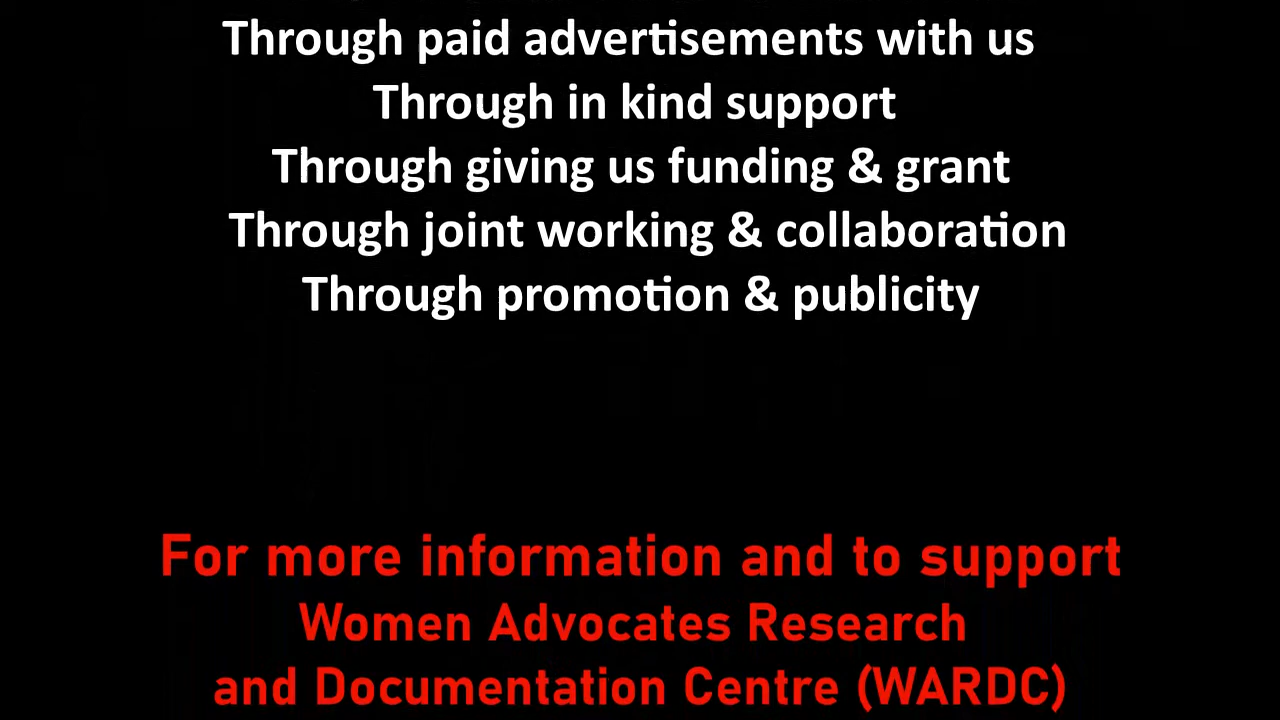 Through paid advertisements with us
Through in kind support
Through giving us funding & grant
Through joint working & collaboration
Through promotion & publicity
For more information and to support
Women Advocates Research
and Documentation Centre (WARDC)